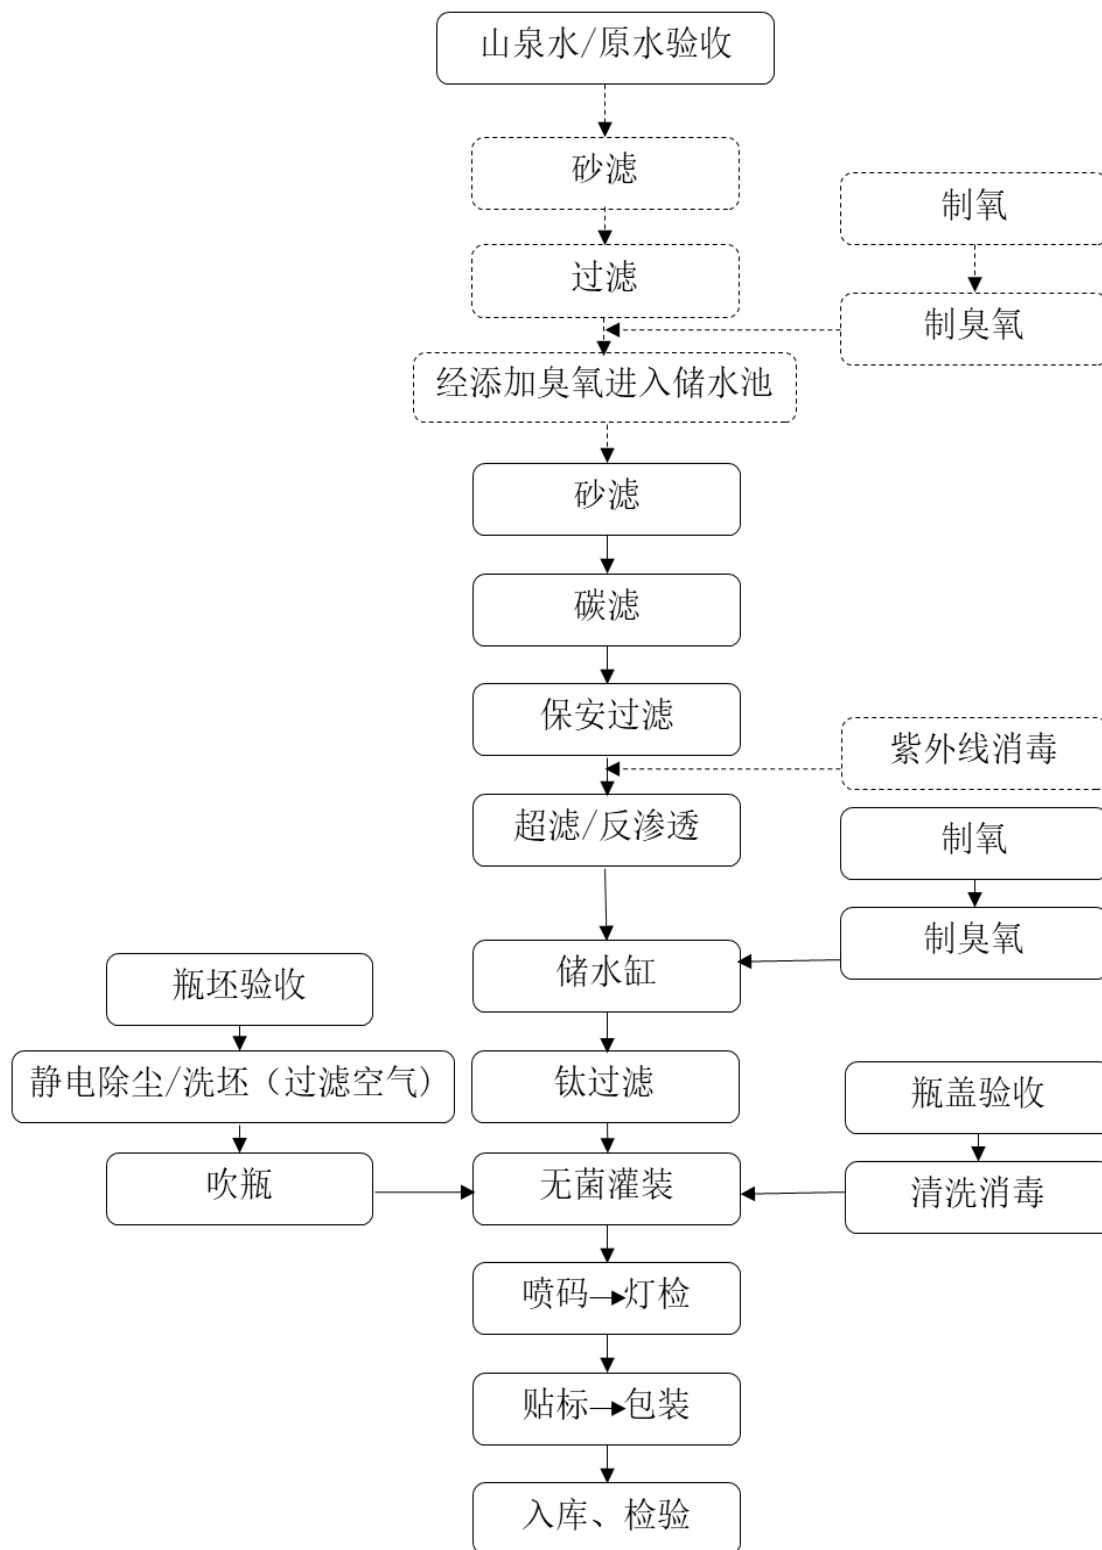 山泉水/原水验收
砂滤
制氧
过滤
制臭氧
经添加臭氧进入储水池
砂滤
碳滤
保安过滤
紫外线消毒
超滤/反渗透
制氧
制臭氧
储水缸
瓶坯验收
静电除尘/洗坯（过滤空气)
钛过滤
瓶盖验收
吹瓶
无菌灌装
清洗消毒
喷码→灯检
贴标→包装
入库、检验